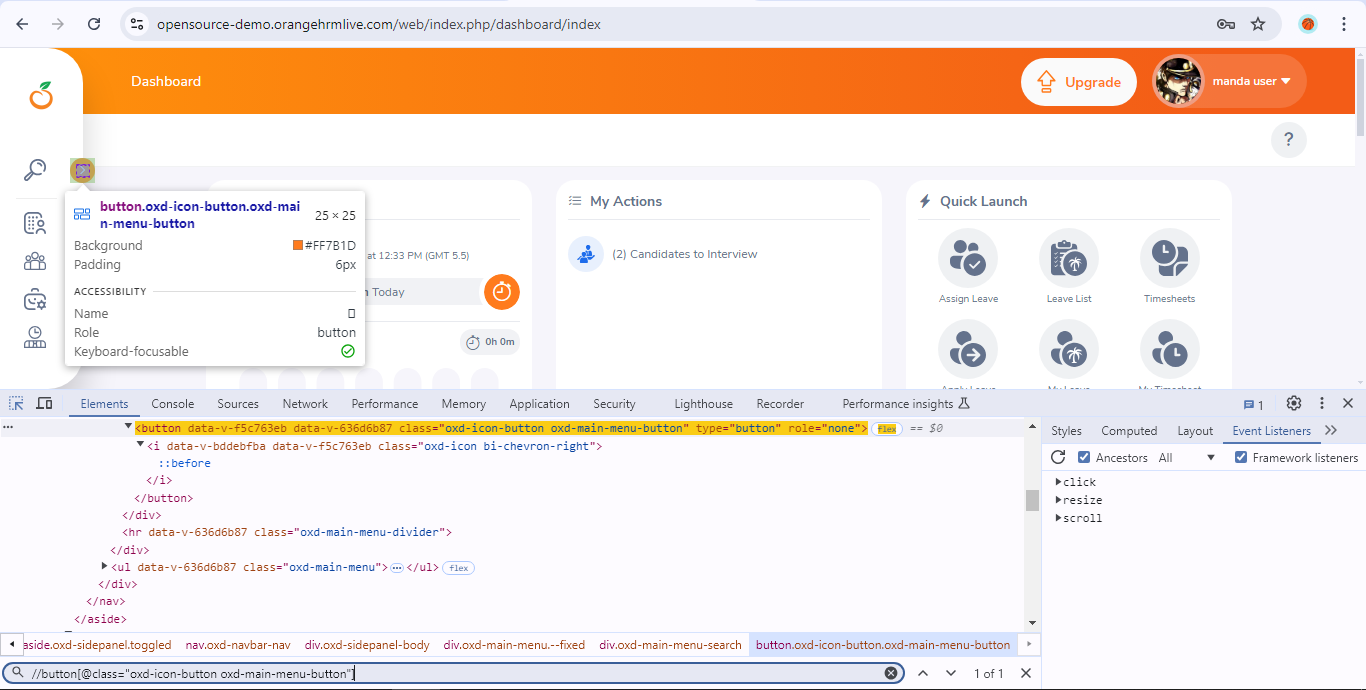 opensource-demo.orangehrmlive.com/web/index.php/dashboard/index
Dashboard
Upgrade
manda user
?
button.oxd-icon-button.oxd-mai
n-menu-button
25 × 25
Background
#FF7B1D
Padding
6px
ACCESSIBILITY
Name
Role
button
Keyboard-focusable
at 12:33 PM (GMT 5.5)
Today
0h 0m
My Actions
(2) Candidates to Interview
Quick Launch
Assign Leave
Leave List
Timesheets
Apply Leave
My Leave
My Timesheet
Elements
Console
Sources
Network
Performance
Memory
Application
Security
Lighthouse
Recorder
Performance insights
1
<button data-v-f5c763eb data-v-636d6b87 class="oxd-icon-button oxd-main-menu-button" type="button" role="none"> flex == $0
<i data-v-bddebfba data-v-f5c763eb class="oxd-icon bi-chevron-right">
::before
</i>
</button>
</div>
<hr data-v-636d6b87 class="oxd-main-menu-divider">
</div>
<ul data-v-636d6b87 class="oxd-main-menu">…</ul> flex
</div>
</nav>
</aside>
aside.oxd-sidepanel.toggled nav.oxd-navbar-nav div.oxd-sidepanel-body div.oxd-main-menu.--fixed div.oxd-main-menu-search button.oxd-icon-button.oxd-main-menu-button
//button[@class="oxd-icon-button oxd-main-menu-button"]
1 of 1
Styles
Computed
Layout
Event Listeners
Ancestors
All
Framework listeners
click
resize
scroll